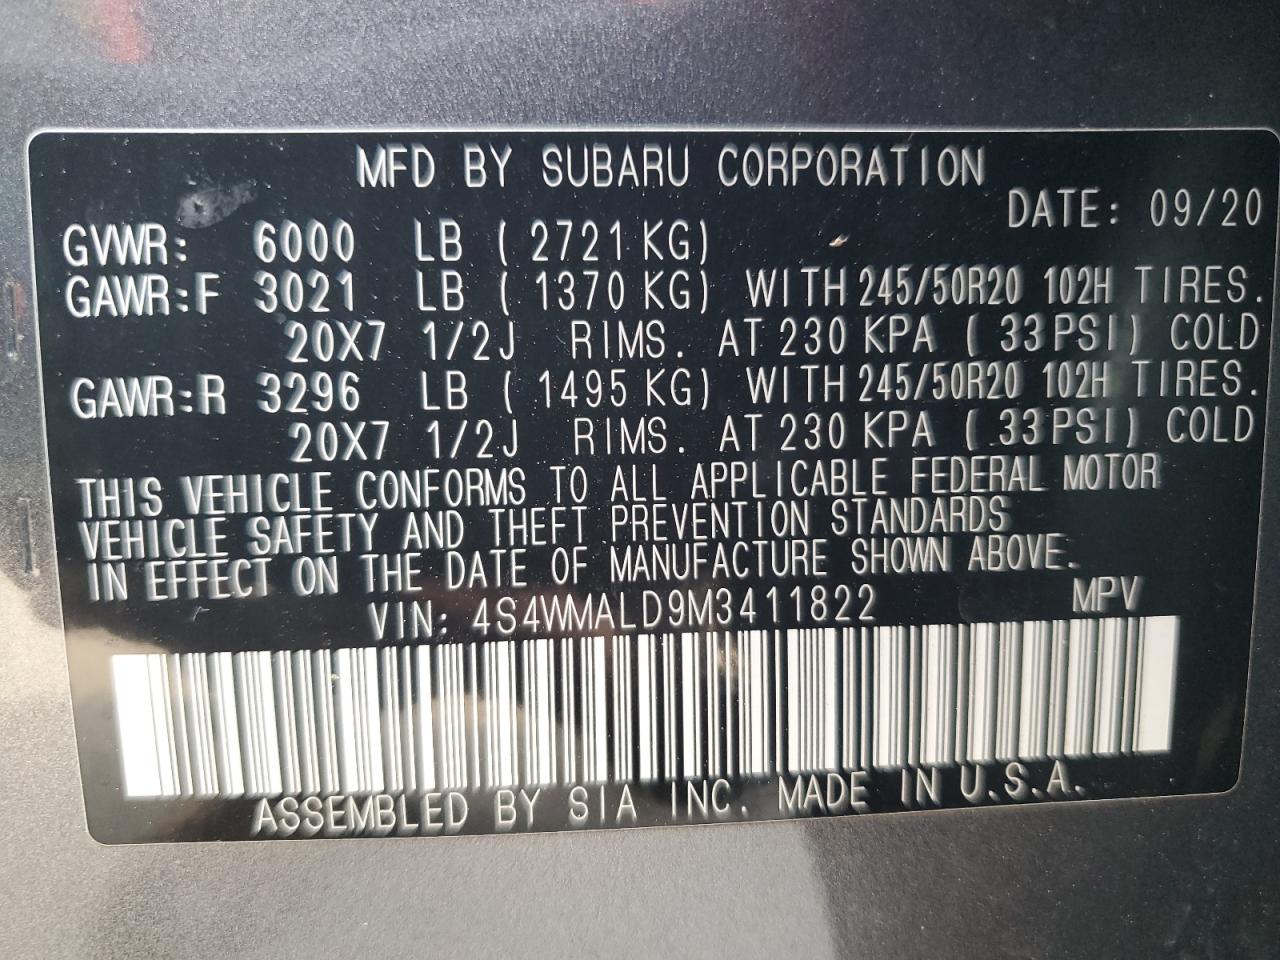 MFD BY SUBARU CORPORATION
DATE: 09/20
GVWR: 6000 LB ( 2721 KG)
GAWR:F 3021 LB ( 1370 KG) WITH 245/50R20 102H TIRES.
20X7 1/2J RIMS. AT 230 KPA ( 33 PSI) COLD
GAWR:R 3296 LB ( 1495 KG) WITH 245/50R20 102H TIRES.
20X7 1/2J RIMS. AT 230 KPA ( 33 PSI) COLD
THIS VEHICLE CONFORMS TO ALL APPLICABLE FEDERAL MOTOR
VEHICLE SAFETY AND THEFT PREVENTION STANDARDS
IN EFFECT ON THE DATE OF MANUFACTURE SHOWN ABOVE.
VIN: 4S4WMALD9M3411822 MPV
ASSEMBLED BY SIA INC. MADE IN U.S.A.